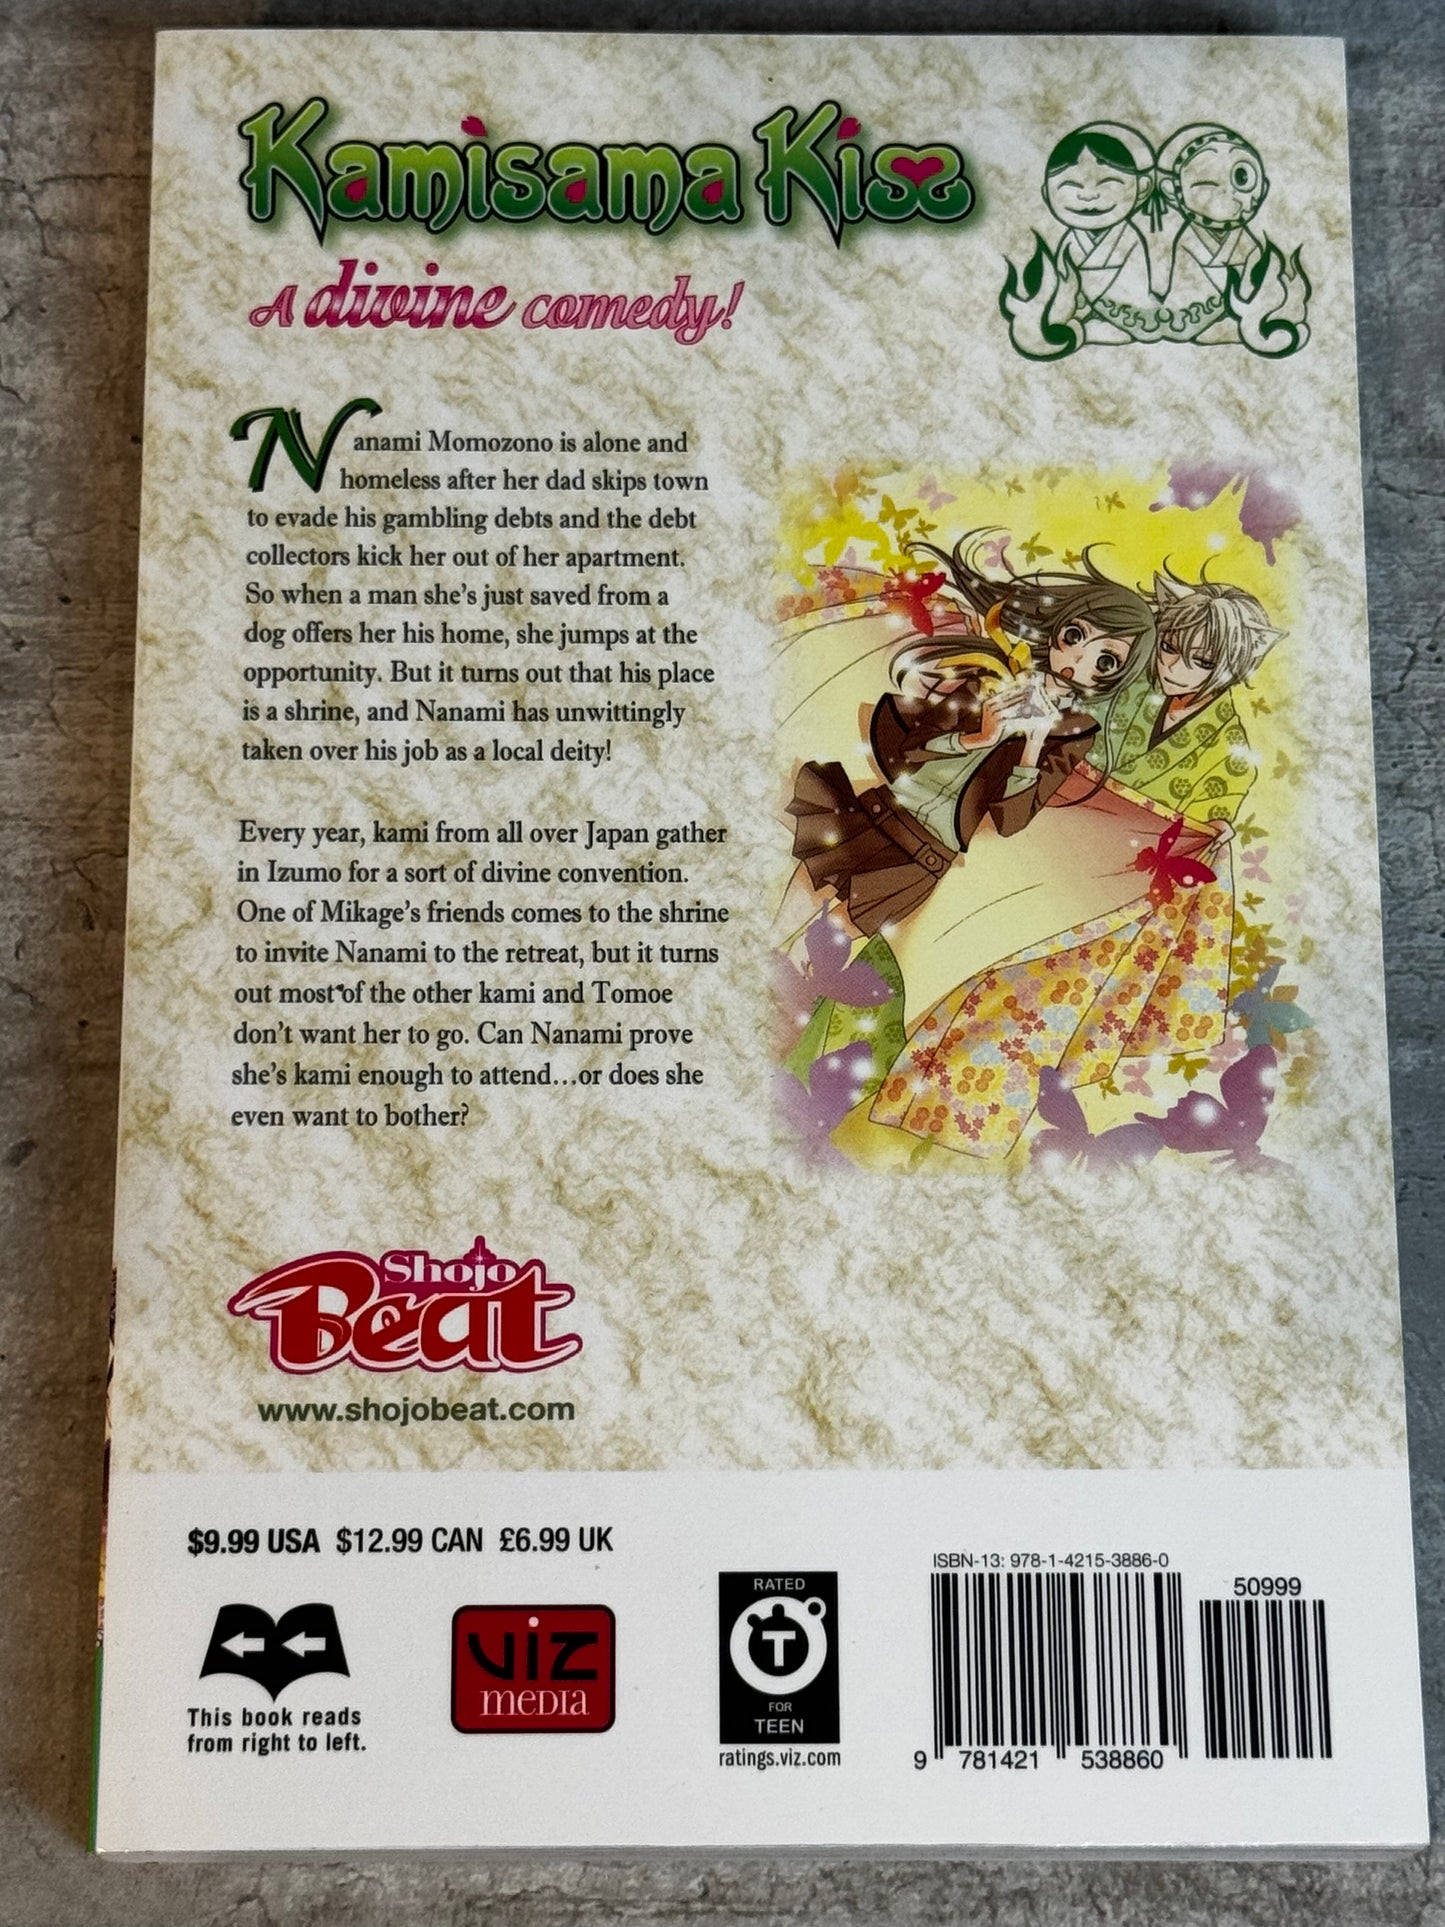 Kamisama Kiss
A divine comedy!
Nanami Momozono is alone and
homeless after her dad skips town
to evade his gambling debts and the debt
collectors kick her out of her apartment.
So when a man she's just saved from a
dog offers her his home, she jumps at the
opportunity. But it turns out that his place
is a shrine, and Nanami has unwittingly
taken over his job as a local deity!
Every year, kami from all over Japan gather
in Izumo for a sort of divine convention.
One of Mikage's friends comes to the shrine
to invite Nanami to the retreat, but it turns
out most of the other kami and Tomoe
don't want her to go. Can Nanami prove
she's kami enough to attend...or does she
even want to bother?
Shojo
Beat
www.shojobeat.com
$9.99 USA $12.99 CAN £6.99 UK
This book reads
from right to left.
VIZ
MEDIA
RATED
T
FOR
TEEN
ratings.viz.com
ISBN-13: 978-1-4215-3886-0
50999
9 781421 538860